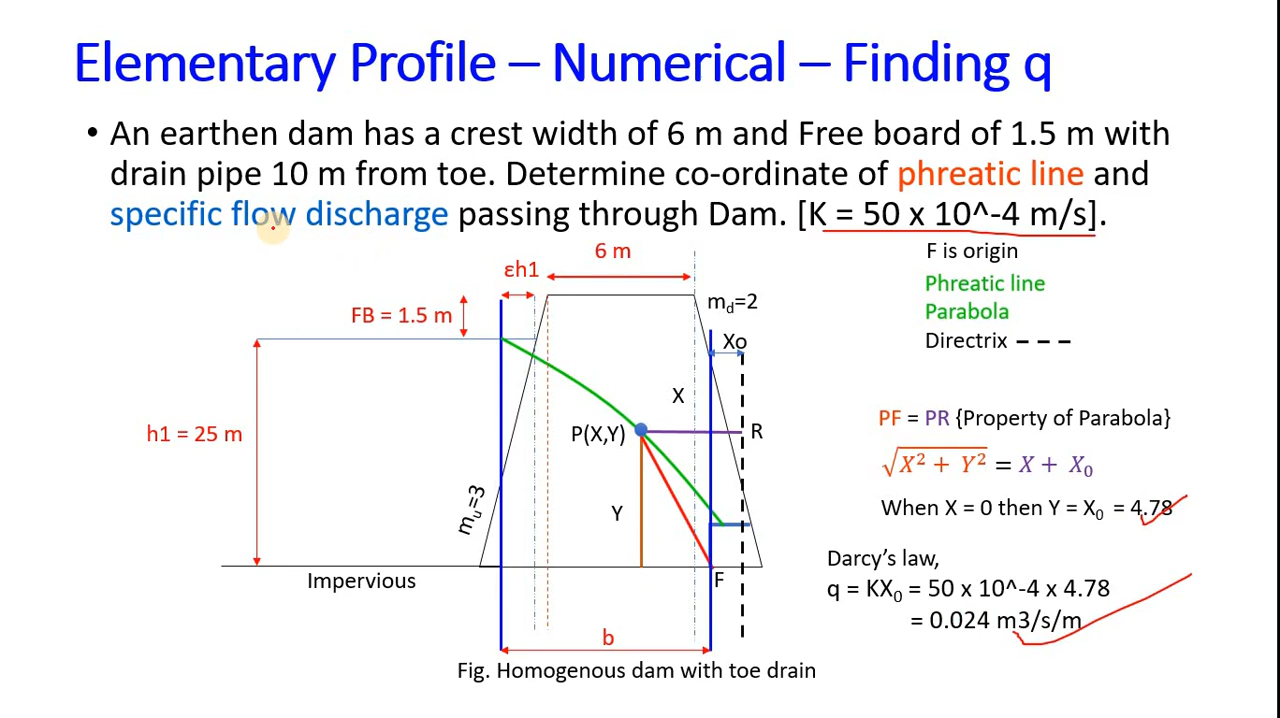 Elementary Profile – Numerical – Finding q
• An earthen dam has a crest width of 6 m and Free board of 1.5 m with
drain pipe 10 m from toe. Determine co-ordinate of phreatic line and
specific flow discharge passing through Dam. [K = 50 x 10^-4 m/s].
6 m
εh1
FB = 1.5 m
m_d=2
Xo
X
h1 = 25 m
P(X,Y)
R
m_u=3
Y
Impervious
F
b
Fig. Homogenous dam with toe drain
F is origin
Phreatic line
Parabola
Directrix – – –
PF = PR {Property of Parabola}
√X² + Y² = X + X₀
When X = 0 then Y = X₀ = 4.78
Darcy’s law,
q = KX₀ = 50 x 10^-4 x 4.78
= 0.024 m3/s/m